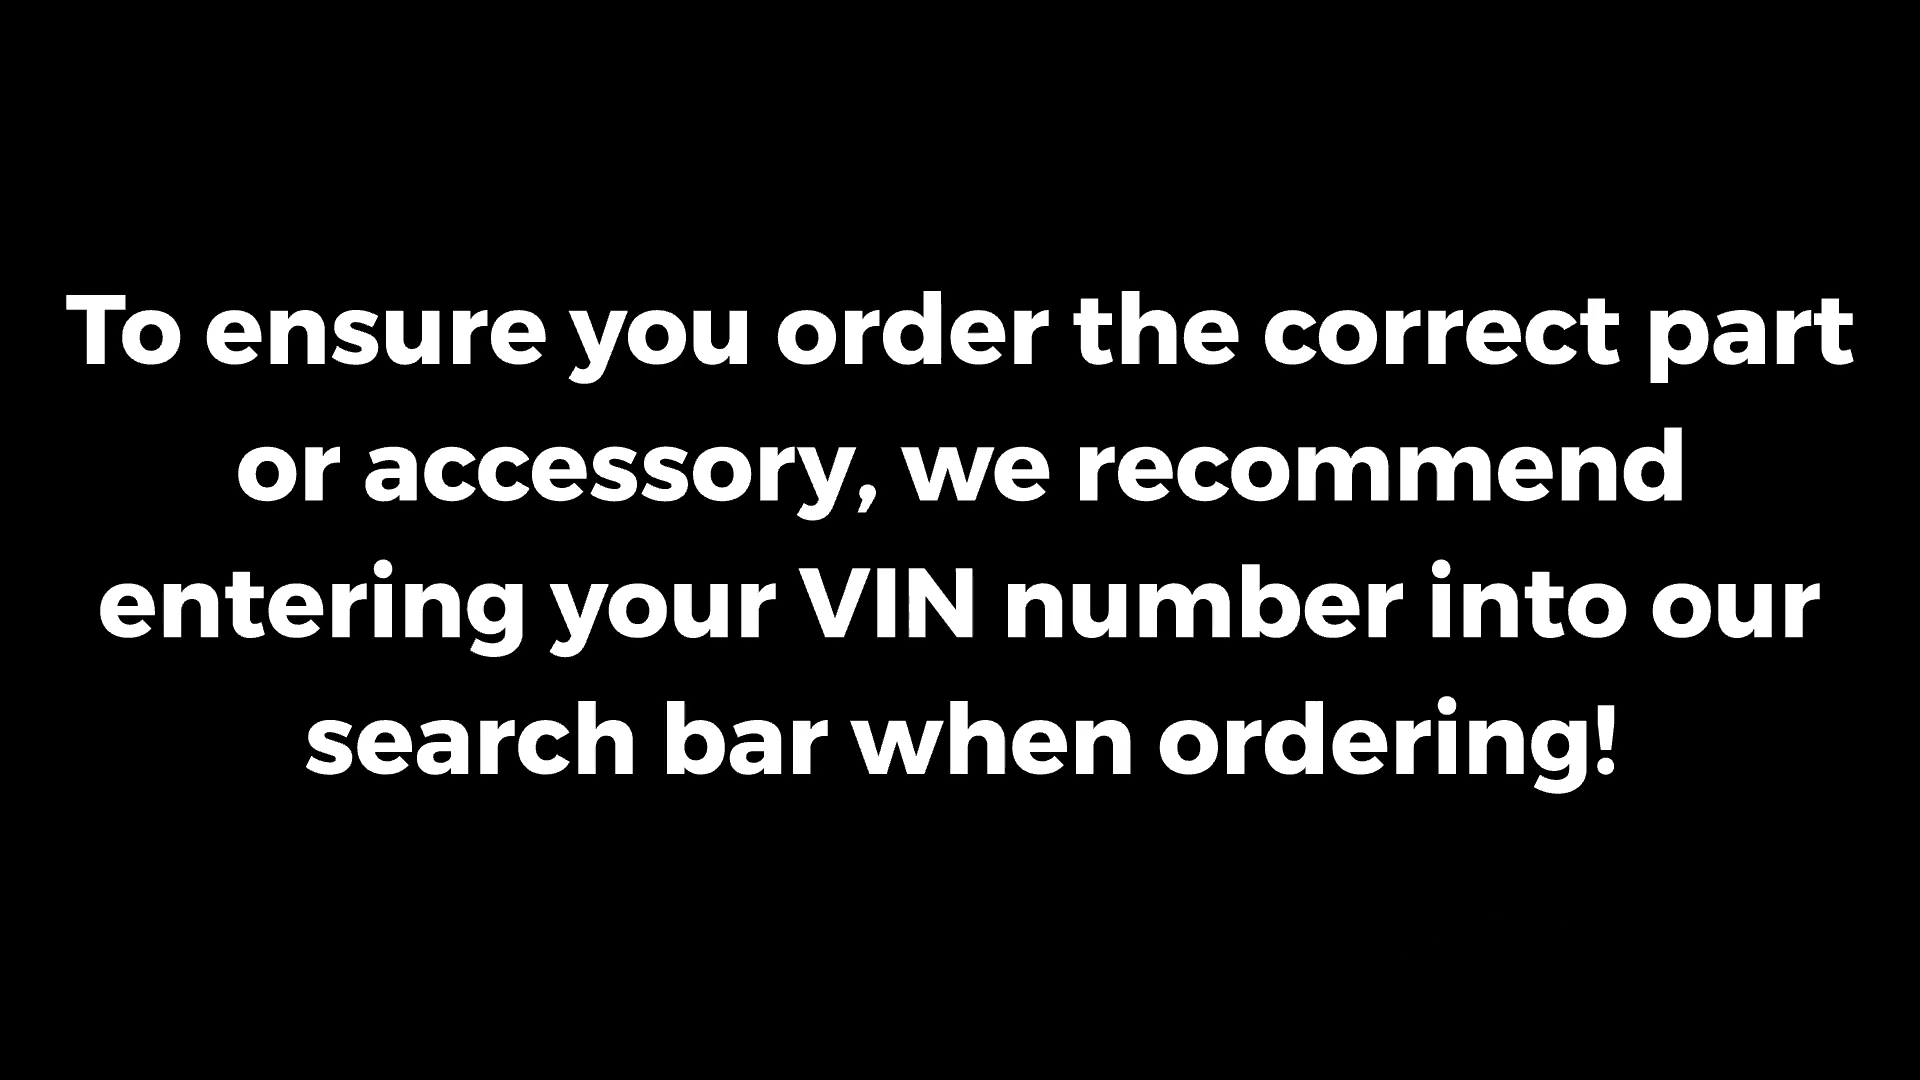 To ensure you order the correct part
or accessory, we recommend
entering your VIN number into our
search bar when ordering!